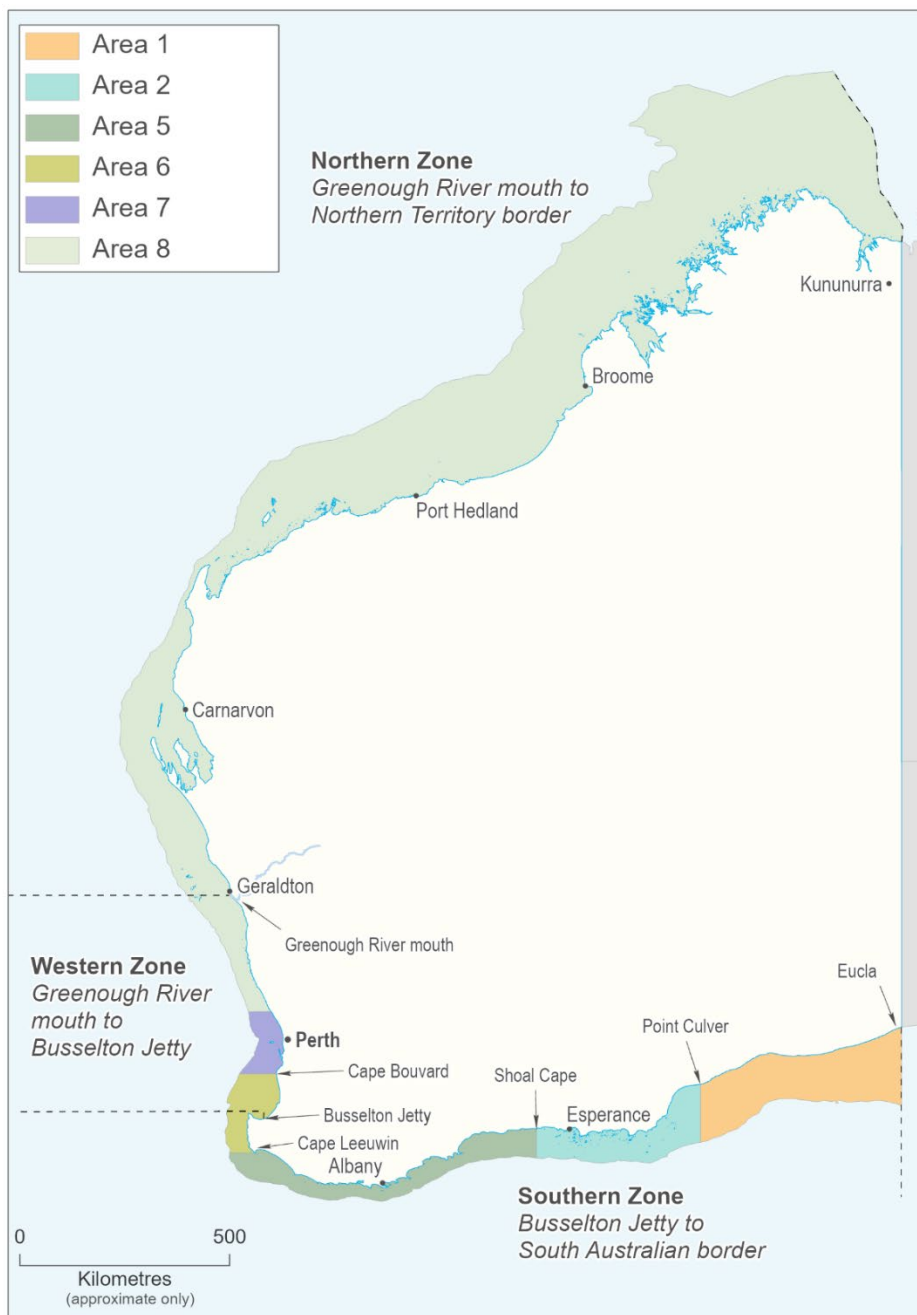 Area 1
Area 2
Area 5
Area 6
Area 7
Area 8
Northern Zone
Greenough River mouth to
Northern Territory border
Kununurra
Broome
Port Hedland
Carnarvon
Geraldton
Greenough River mouth
Western Zone
Greenough River
mouth to
Busselton Jetty
Eucla
Point Culver
Perth
Cape Bouvard
Shoal Cape
Busselton Jetty
Esperance
Cape Leeuwin
Albany
Southern Zone
Busselton Jetty to
South Australian border
0 500
Kilometres
(approximate only)